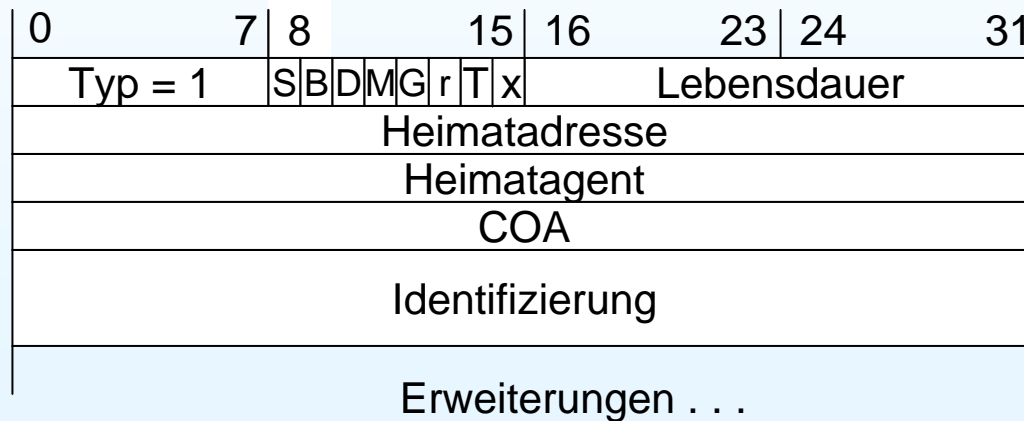 0 7 8 15 16 23 24 31
Typ = 1 S B D M G r T x Lebensdauer
Heimatadresse
Heimatagent
COA
Identifizierung
Erweiterungen . . .